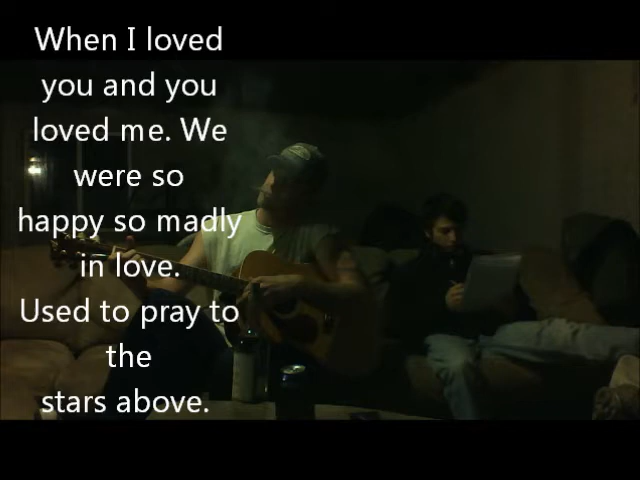 When I loved
you and you
loved me. We
were so
happy so madly
in love.
Used to pray to
the
stars above.